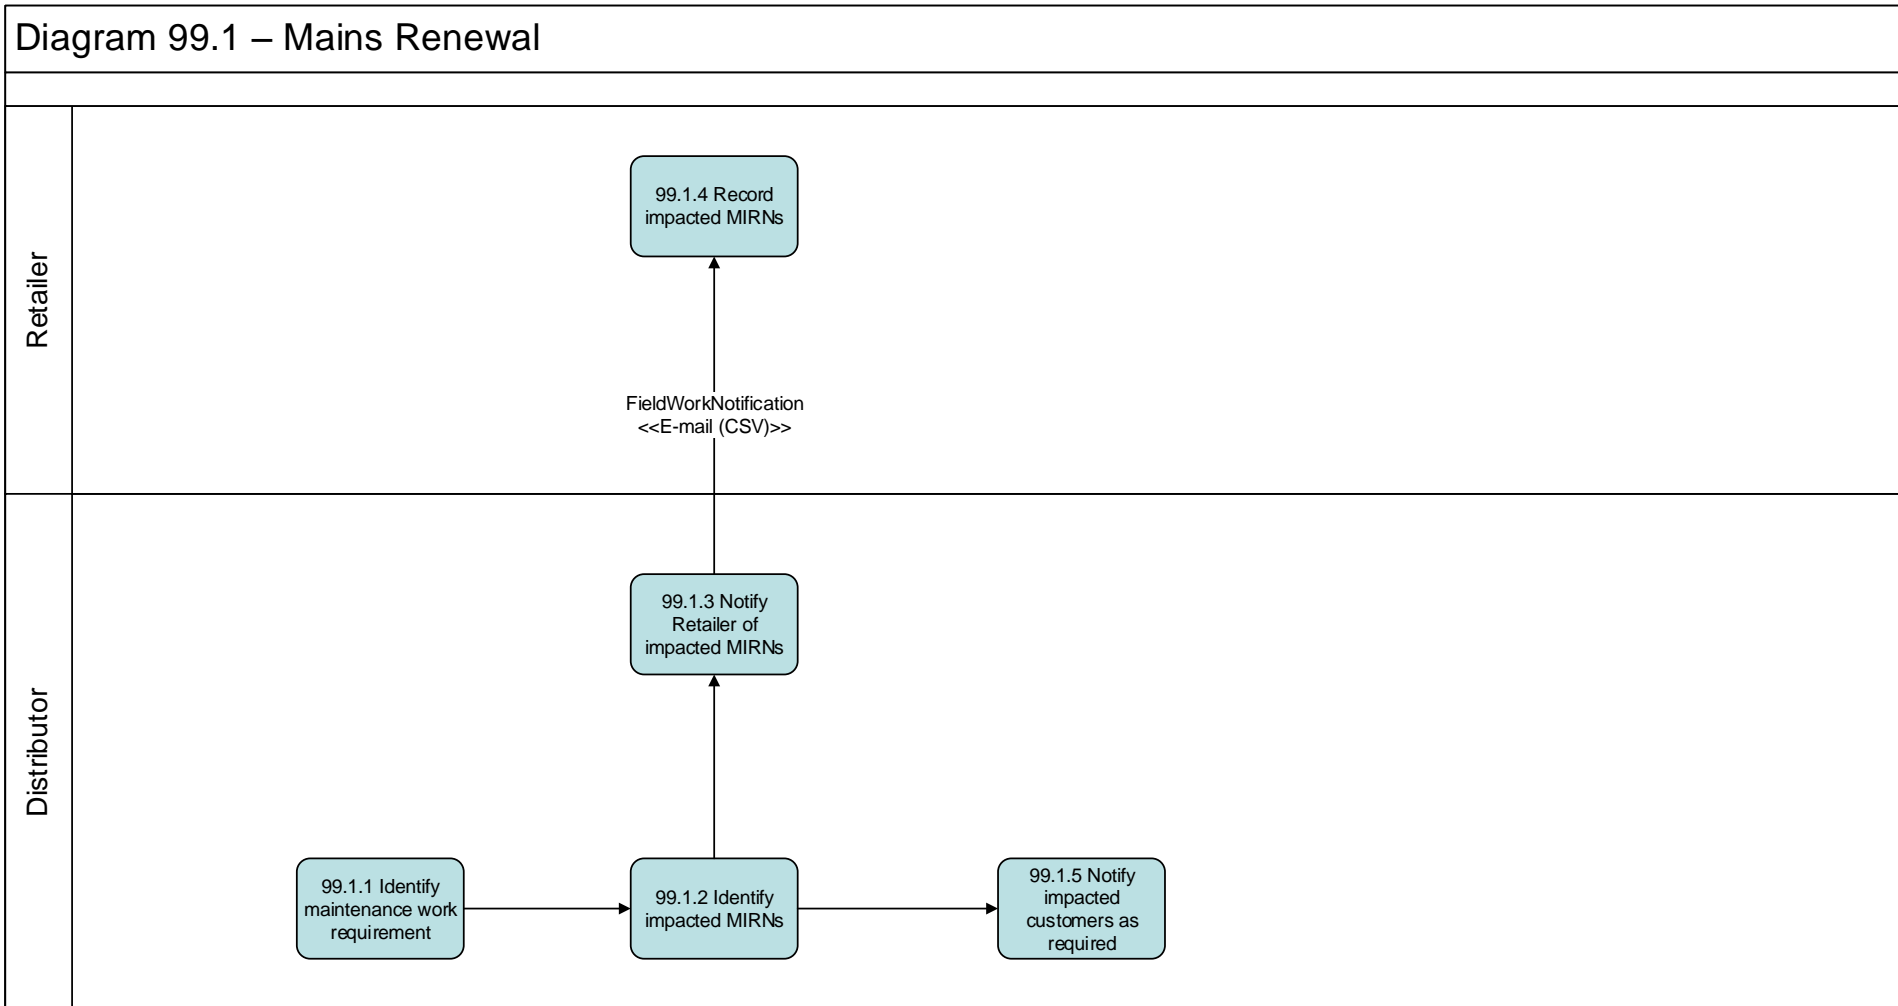 Diagram 99.1 – Mains Renewal
Retailer
99.1.4 Record
impacted MIRNs
FieldWorkNotification
<<E-mail (CSV)>>
Distributor
99.1.3 Notify
Retailer of
impacted MIRNs
99.1.1 Identify
maintenance work
requirement
99.1.2 Identify
impacted MIRNs
99.1.5 Notify
impacted
customers as
required